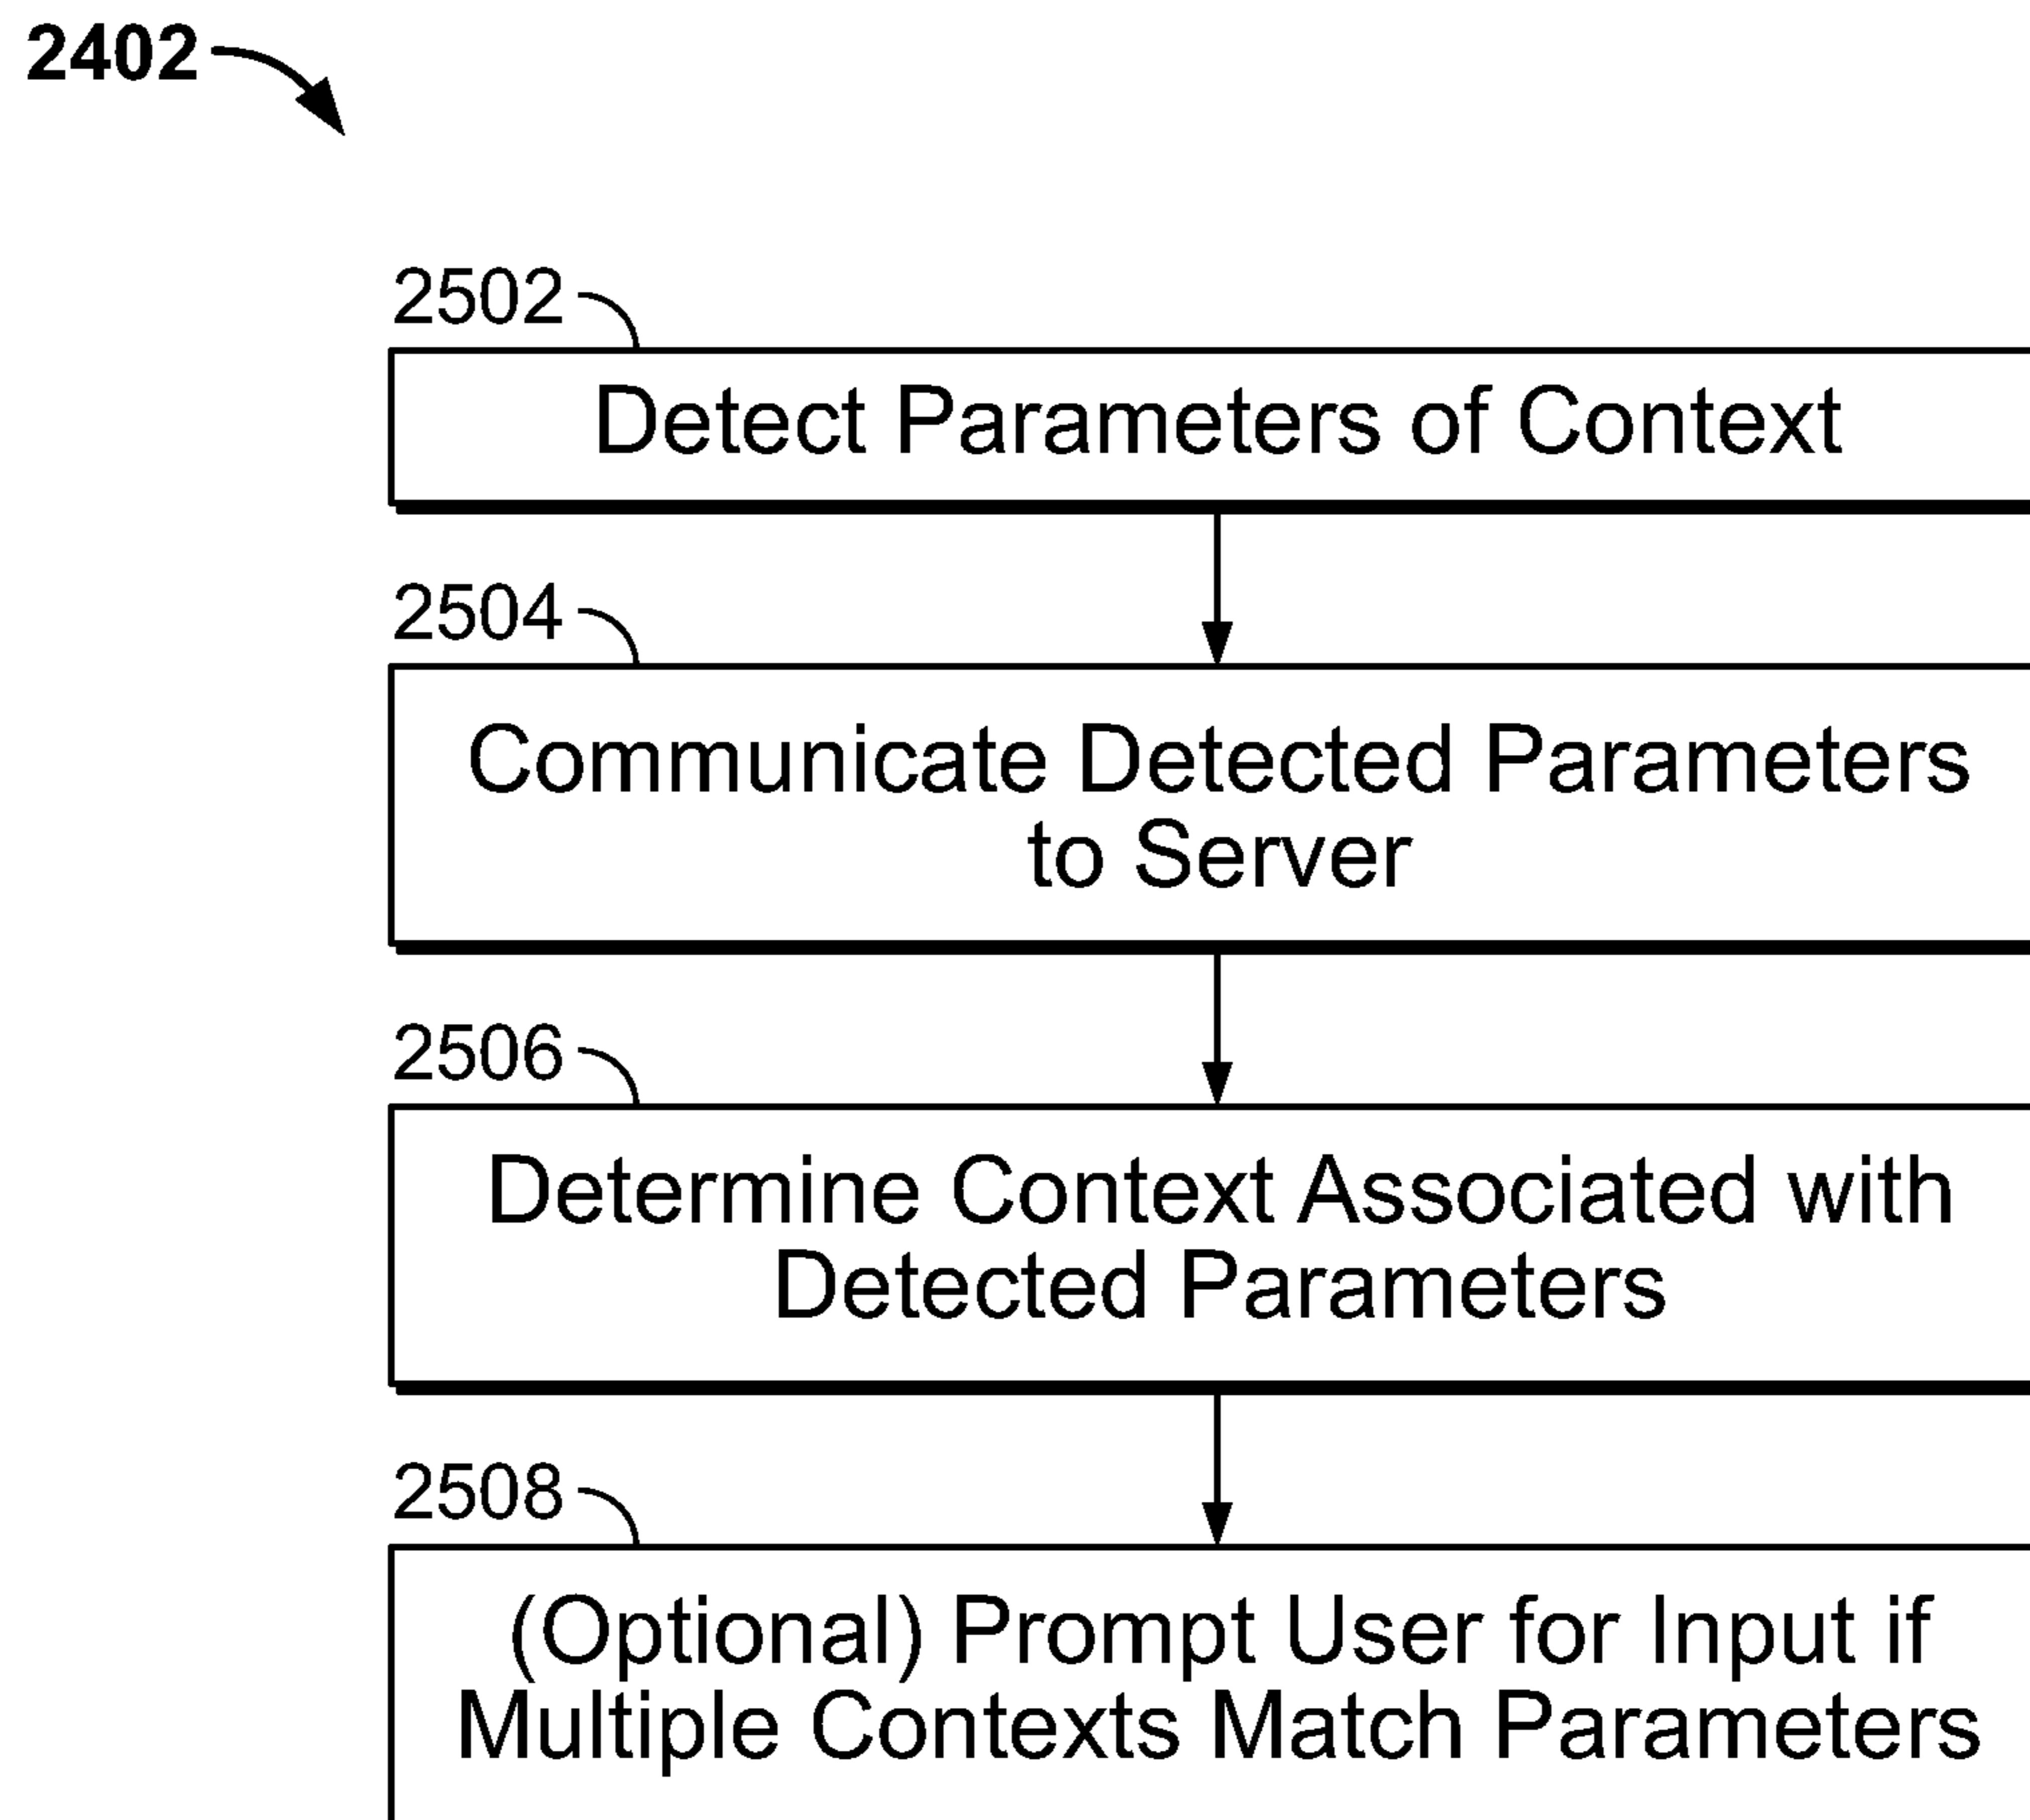 2402
2502
Detect Parameters of Context
2504
Communicate Detected Parameters
to Server
2506
Determine Context Associated with
Detected Parameters
2508
(Optional) Prompt User for Input if
Multiple Contexts Match Parameters